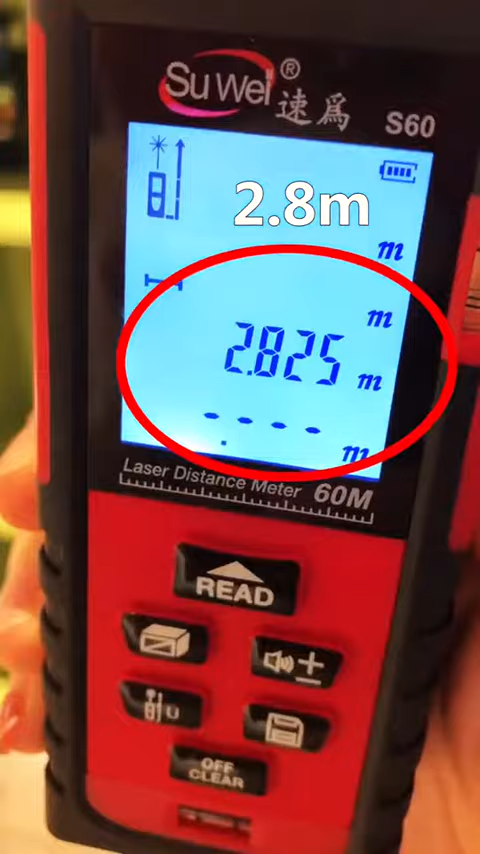 SuWei®
速爲
S60
2.8m
m
m
2.825 m
---- m
Laser Distance Meter 60M
READ
U
OFF
CLEAR